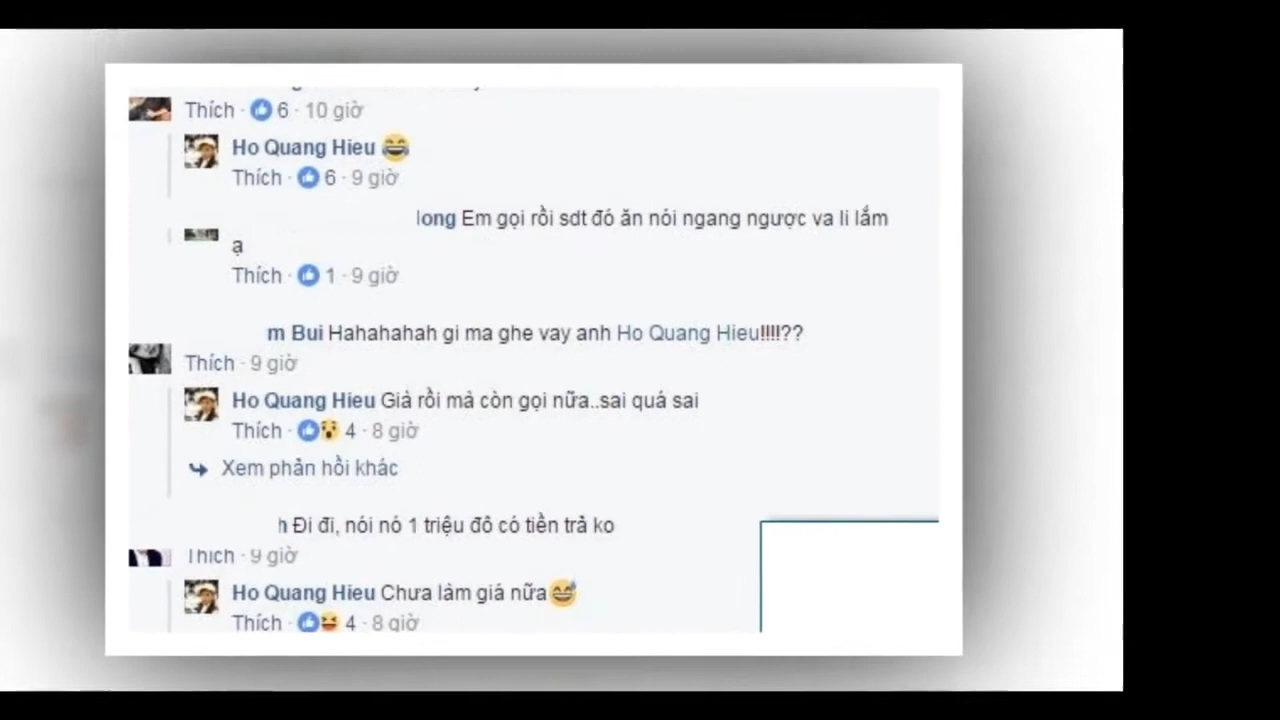 Thích · 6 · 10 giờ
Ho Quang Hieu 😂
Thích · 6 · 9 giờ
long Em gọi rồi sdt đó ăn nói ngang ngược va li lắm
ạ
Thích · 1 · 9 giờ
m Bui Hahahahah gi ma ghe vay anh Ho Quang Hieu!!!!??
Thích · 9 giờ
Ho Quang Hieu Giả rồi mà còn gọi nữa..sai quá sai
Thích · 4 · 8 giờ
Xem phản hồi khác
h Đi đi, nói nó 1 triệu đô có tiền trả ko
Thích · 9 giờ
Ho Quang Hieu Chưa làm giá nữa😅
Thích · 4 · 8 giờ